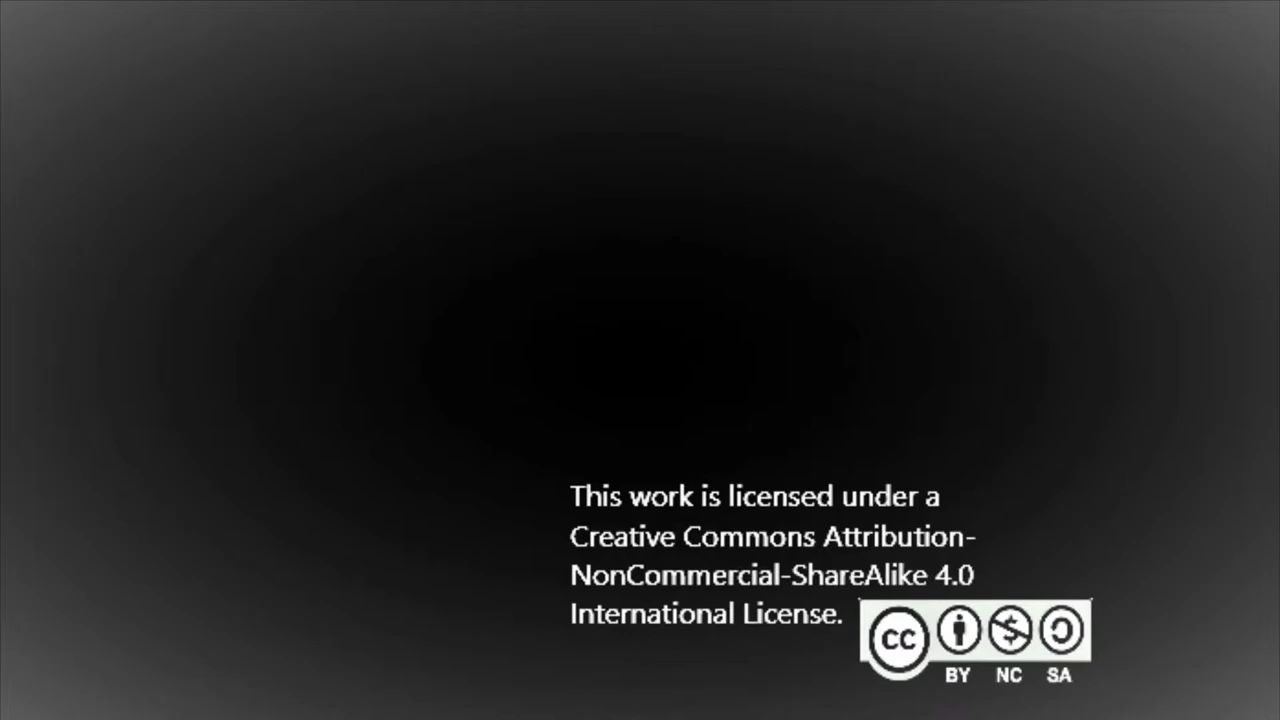 This work is licensed under a
Creative Commons Attribution-
NonCommercial-ShareAlike 4.0
International License.
CC
BY NC SA